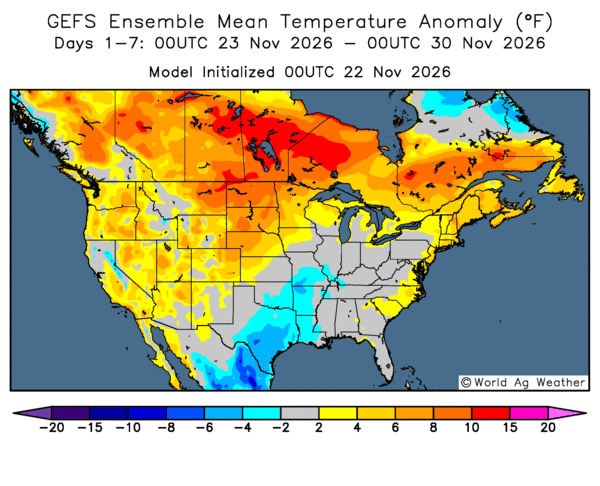 GEFS Ensemble Mean Temperature Anomaly (°F)
Days 1-7: 00UTC 23 Nov 2026 - 00UTC 30 Nov 2026
Model Initialized 00UTC 22 Nov 2026
© World Ag Weather
-20 -15 -10 -8 -6 -4 -2 2 4 6 8 10 15 20